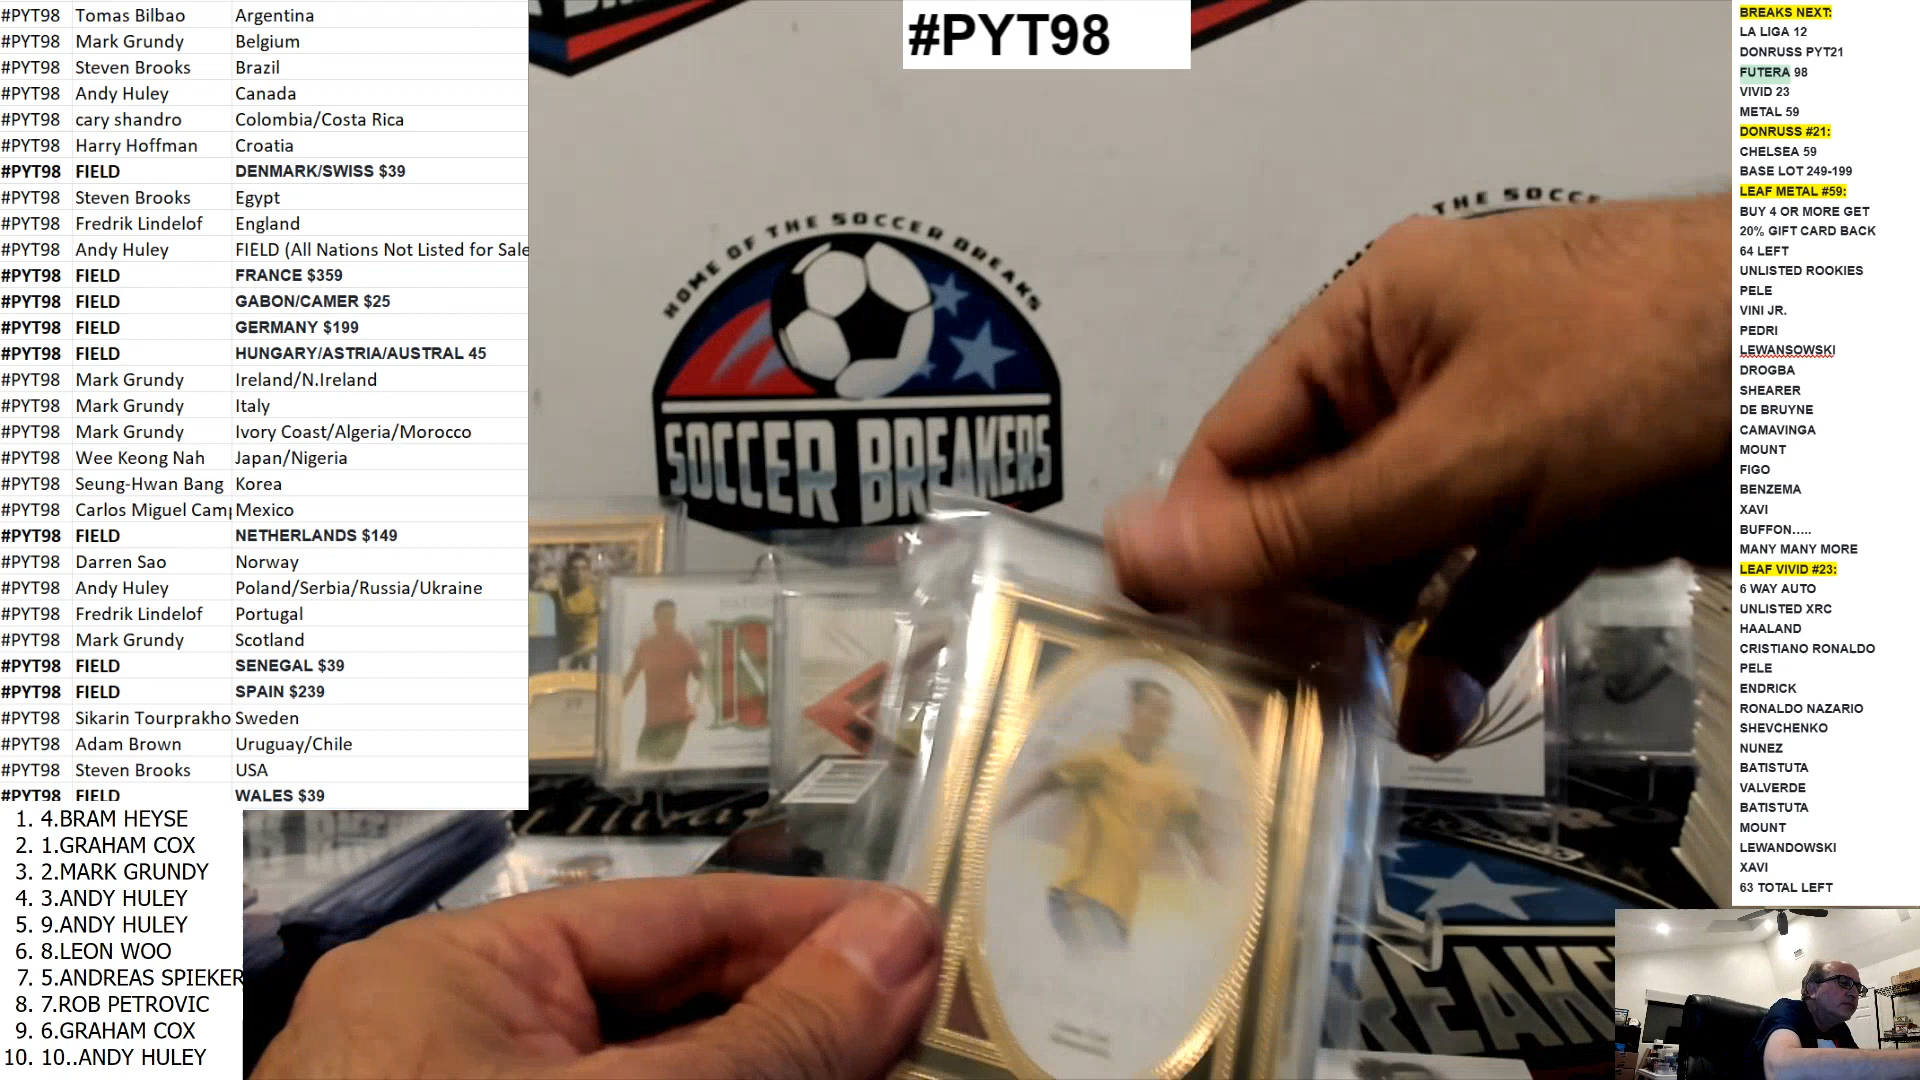 #PYT98 Tomas Bilbao Argentina
#PYT98 Mark Grundy Belgium
#PYT98 Steven Brooks Brazil
#PYT98 Andy Huley Canada
#PYT98 cary shandro Colombia/Costa Rica
#PYT98 Harry Hoffman Croatia
#PYT98 FIELD DENMARK/SWISS $39
#PYT98 Steven Brooks Egypt
#PYT98 Fredrik Lindelof England
#PYT98 Andy Huley FIELD (All Nations Not Listed for Sale
#PYT98 FIELD FRANCE $359
#PYT98 FIELD GABON/CAMER $25
#PYT98 FIELD GERMANY $199
#PYT98 FIELD HUNGARY/ASTRIA/AUSTRAL 45
#PYT98 Mark Grundy Ireland/N.Ireland
#PYT98 Mark Grundy Italy
#PYT98 Mark Grundy Ivory Coast/Algeria/Morocco
#PYT98 Wee Keong Nah Japan/Nigeria
#PYT98 Seung-Hwan Bang Korea
#PYT98 Carlos Miguel Camp Mexico
#PYT98 FIELD NETHERLANDS $149
#PYT98 Darren Sao Norway
#PYT98 Andy Huley Poland/Serbia/Russia/Ukraine
#PYT98 Fredrik Lindelof Portugal
#PYT98 Mark Grundy Scotland
#PYT98 FIELD SENEGAL $39
#PYT98 FIELD SPAIN $239
#PYT98 Sikarin Tourprakho Sweden
#PYT98 Adam Brown Uruguay/Chile
#PYT98 Steven Brooks USA
#PYT98 FIELD WALES $39
1. 4.BRAM HEYSE
2. 1.GRAHAM COX
3. 2.MARK GRUNDY
4. 3.ANDY HULEY
5. 9.ANDY HULEY
6. 8.LEON WOO
7. 5.ANDREAS SPIEKER
8. 7.ROB PETROVIC
9. 6.GRAHAM COX
10. 10..ANDY HULEY
#PYT98
HOME OF THE SOCCER BREAKS
SOCCER BREAKERS
THE SOCCE
BREAKE
BREAKS NEXT:
LA LIGA 12
DONRUSS PYT21
FUTERA 98
VIVID 23
METAL 59
DONRUSS #21:
CHELSEA 59
BASE LOT 249-199
LEAF METAL #59:
BUY 4 OR MORE GET
20% GIFT CARD BACK
64 LEFT
UNLISTED ROOKIES
PELE
VINI JR.
PEDRI
LEWANSOWSKI
DROGBA
SHEARER
DE BRUYNE
CAMAVINGA
MOUNT
FIGO
BENZEMA
XAVI
BUFFON.....
MANY MANY MORE
LEAF VIVID #23:
6 WAY AUTO
UNLISTED XRC
HAALAND
CRISTIANO RONALDO
PELE
ENDRICK
RONALDO NAZARIO
SHEVCHENKO
NUNEZ
BATISTUTA
VALVERDE
BATISTUTA
MOUNT
LEWANDOWSKI
XAVI
63 TOTAL LEFT